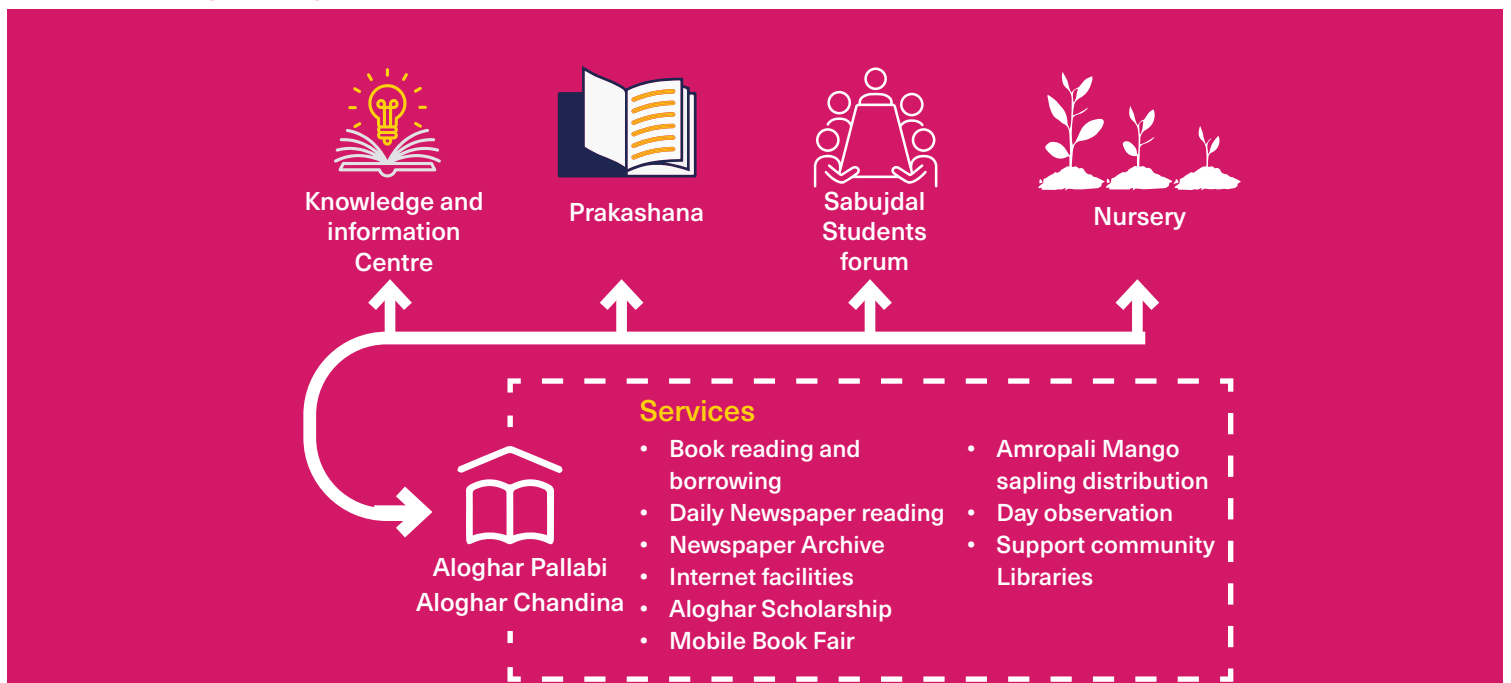 Knowledge and
information
Centre
Prakashana
Sabujdal
Students
forum
Nursery
Aloghar Pallabi
Aloghar Chandina
Services
• Book reading and
borrowing
• Daily Newspaper reading
• Newspaper Archive
• Internet facilities
• Aloghar Scholarship
• Mobile Book Fair
• Amropali Mango
sapling distribution
• Day observation
• Support community
Libraries